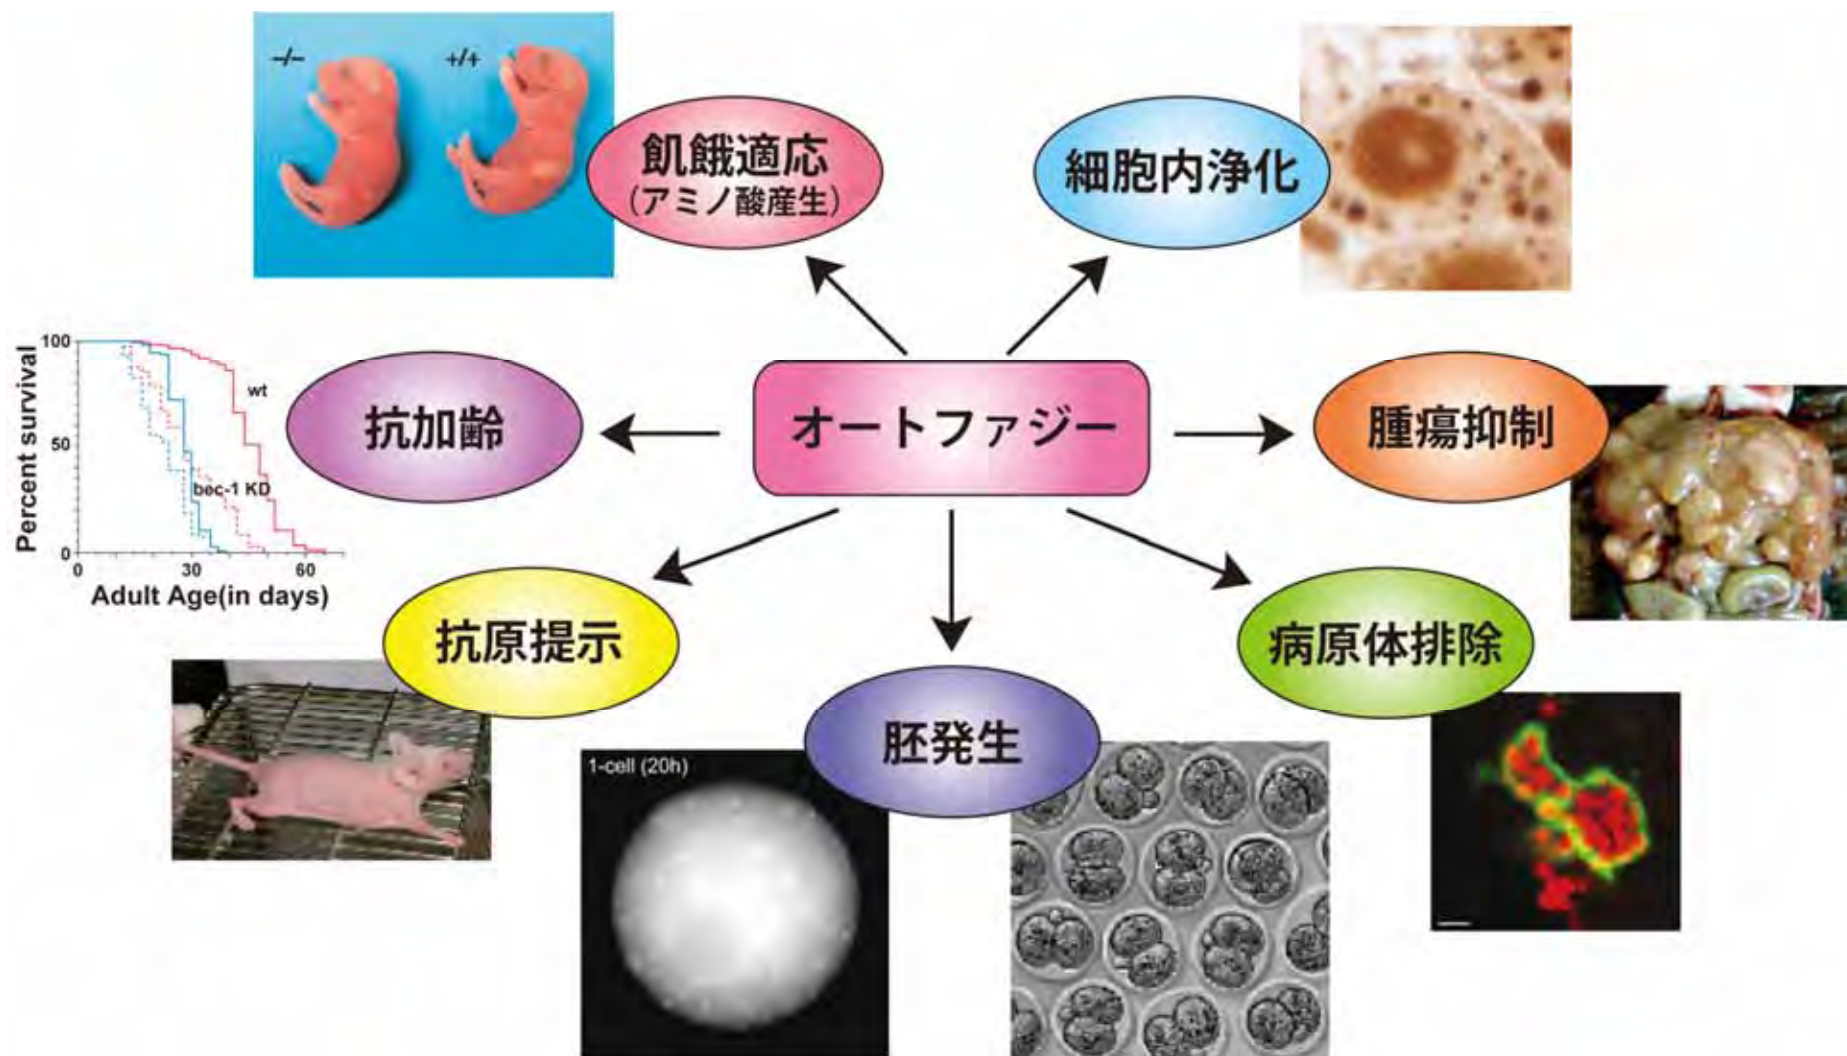 –/–
+/+
飢餓適応
(アミノ酸産生)
細胞内浄化
100
50
0
Percent survival
wt
bec-1 KD
0
30
60
Adult Age(in days)
抗加齢
オートファジー
腫瘍抑制
抗原提示
病原体排除
胚発生
1-cell (20h)